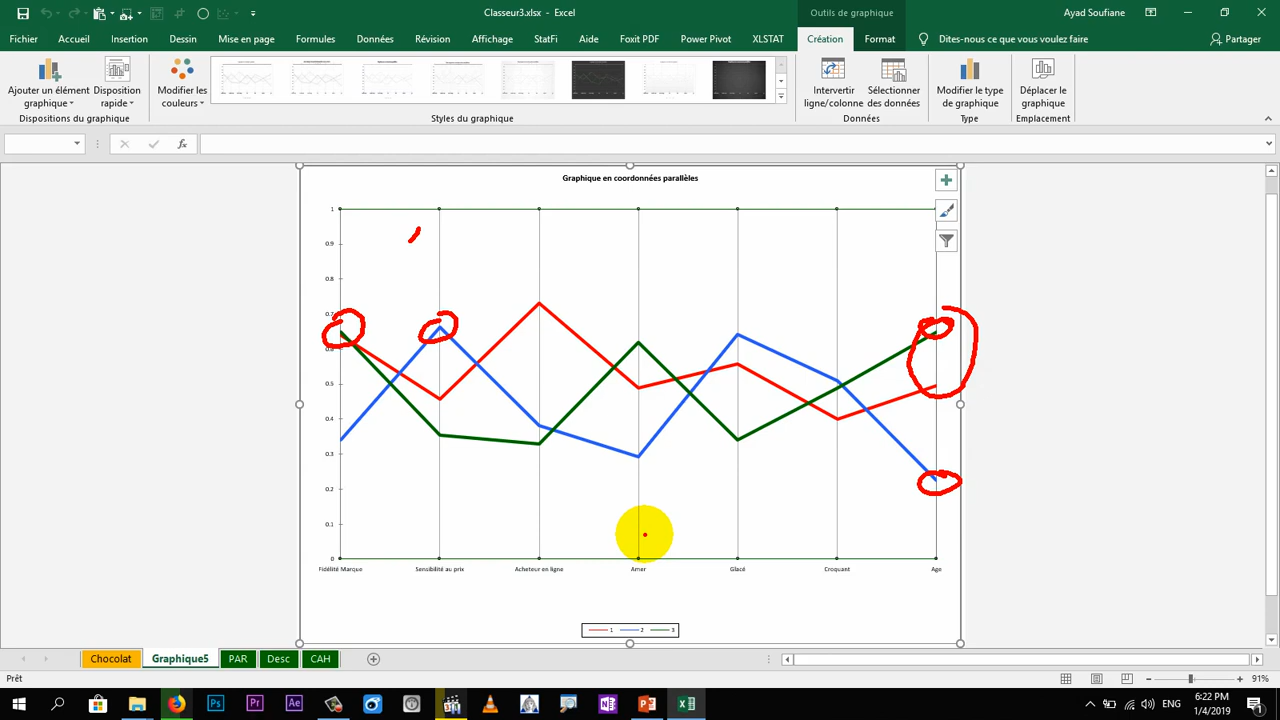 Classeur3.xlsx - Excel
Outils de graphique
Ayad Soufiane
Fichier Accueil Insertion Dessin Mise en page Formules Données Révision Affichage StatFi Aide Foxit PDF Power Pivot XLSTAT Création Format Dites-nous ce que vous voulez faire Partager
Ajouter un élément graphique
Disposition rapide
Modifier les couleurs
Intervertir ligne/colonne
Sélectionner des données
Modifier le type de graphique
Déplacer le graphique
Dispositions du graphique Styles du graphique Données Type Emplacement
fx
Graphique en coordonnées parallèles
1
0.9
0.8
0.7
0.5
0.4
0.3
0.2
0.1
0
Fidélité Marque Sensibilité au prix Acheteur en ligne Amer Glacé Croquant Age
1 2 3
Chocolat Graphique5 PAR Desc CAH
Prêt
91%
Ps Pr Ae
ENG
6:22 PM
1/4/2019